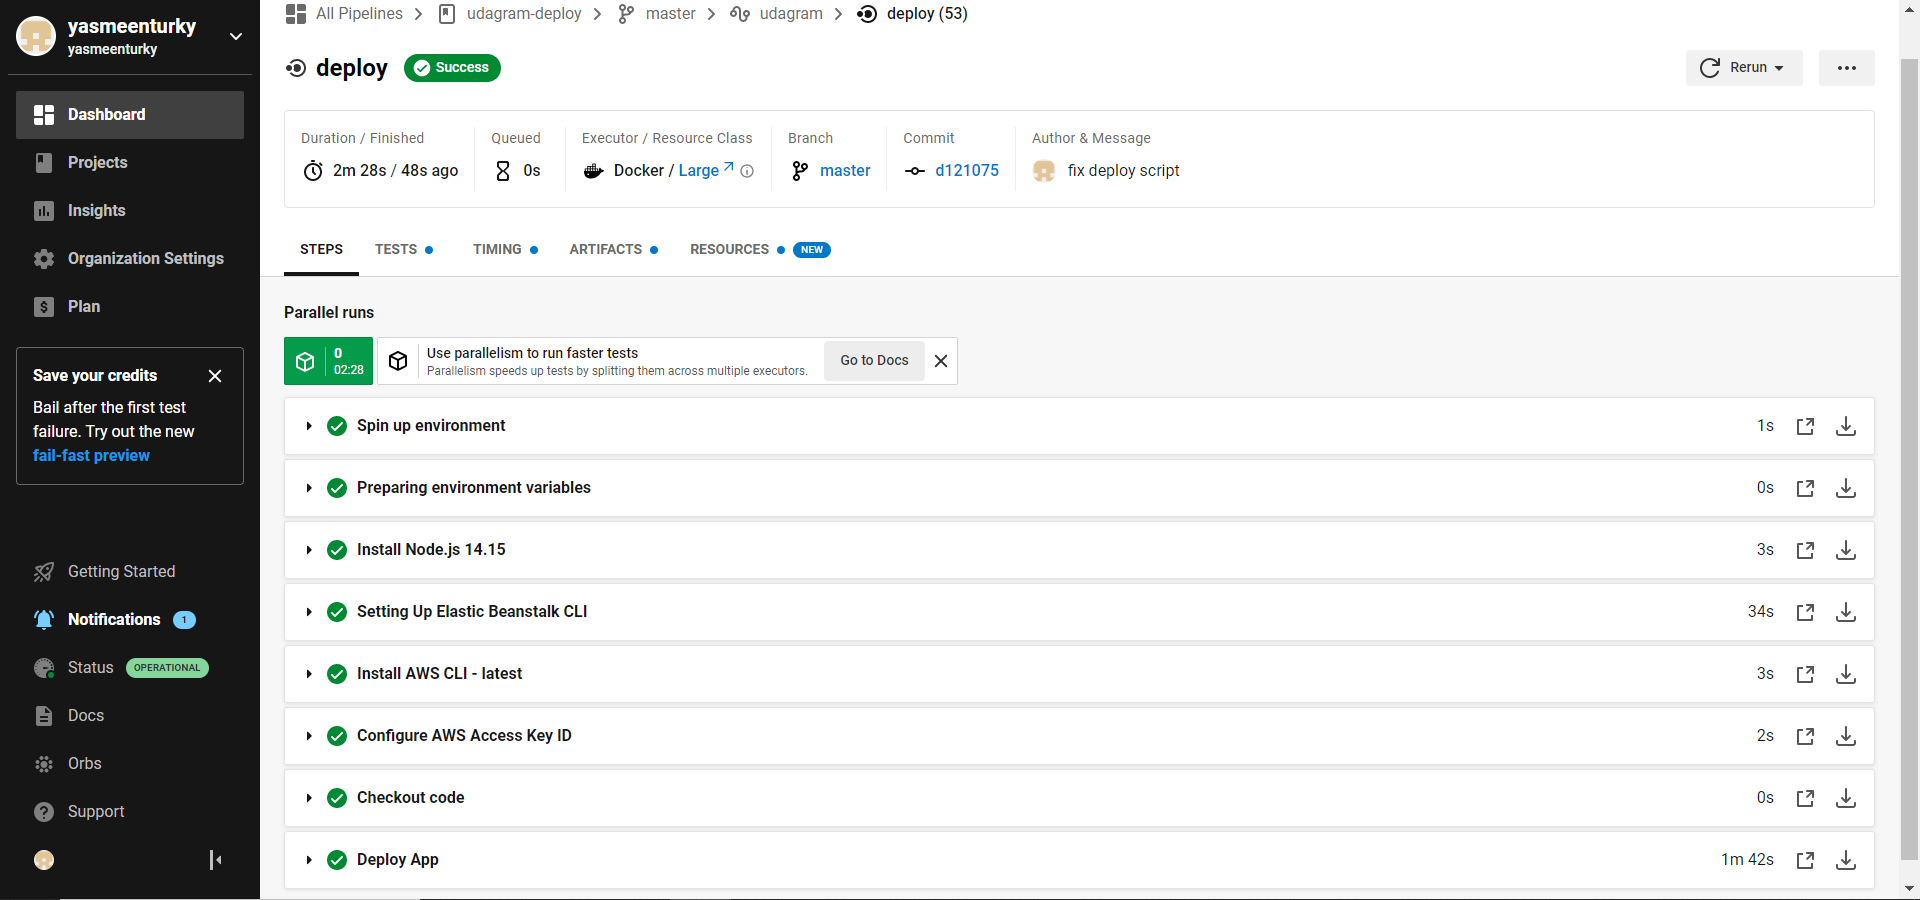 yasmeenturky
yasmeenturky
Dashboard
Projects
Insights
Organization Settings
Plan
Save your credits
Bail after the first test
failure. Try out the new
fail-fast preview
Getting Started
Notifications 1
Status OPERATIONAL
Docs
Orbs
Support
All Pipelines udagram-deploy master udagram deploy (53)
deploy Success
Rerun
Duration / Finished Queued Executor / Resource Class Branch Commit Author & Message
2m 28s / 48s ago 0s Docker / Large master d121075 fix deploy script
STEPS TESTS TIMING ARTIFACTS RESOURCES NEW
Parallel runs
0
02:28
Use parallelism to run faster tests
Parallelism speeds up tests by splitting them across multiple executors.
Go to Docs
Spin up environment 1s
Preparing environment variables 0s
Install Node.js 14.15 3s
Setting Up Elastic Beanstalk CLI 34s
Install AWS CLI - latest 3s
Configure AWS Access Key ID 2s
Checkout code 0s
Deploy App 1m 42s